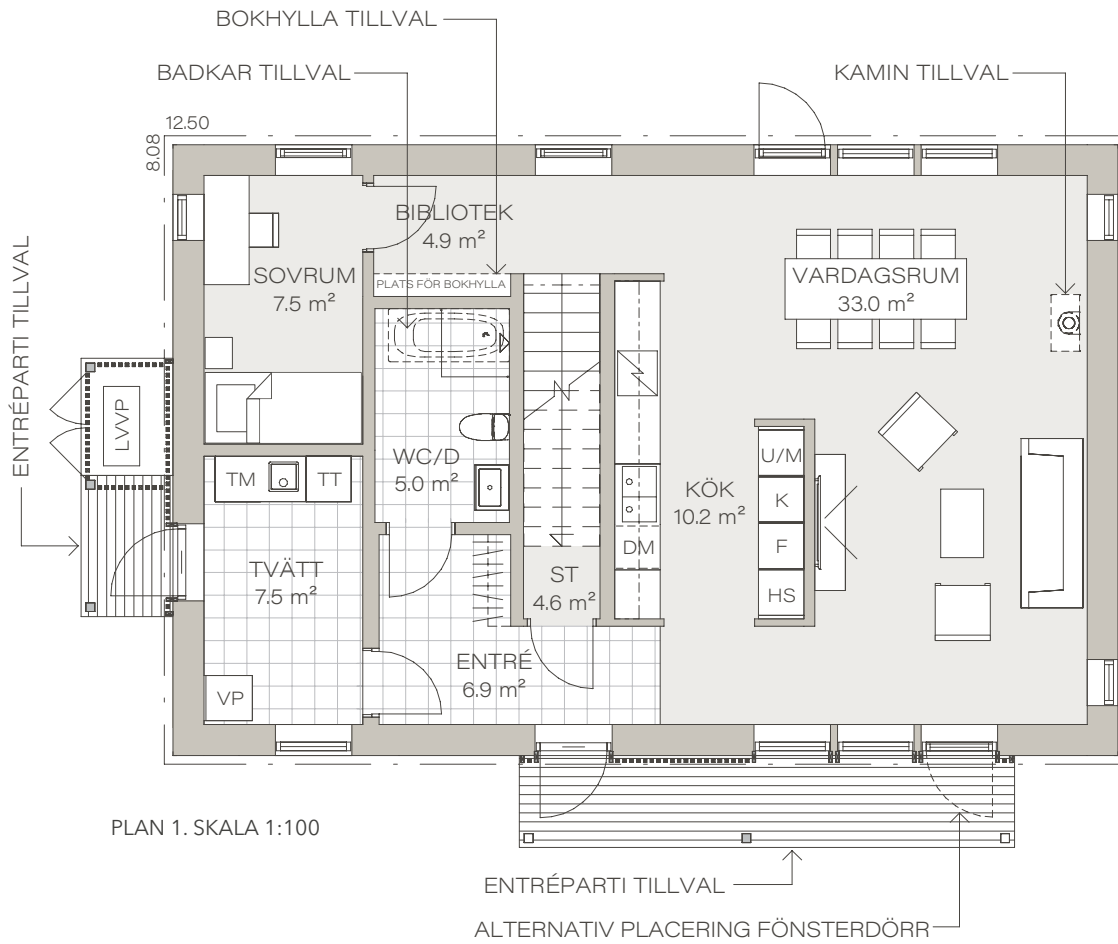 BOKHYLLA TILLVAL
BADKAR TILLVAL
KAMIN TILLVAL
12.50
8.08
BIBLIOTEK
4.9 m²
SOVRUM
7.5 m²
PLATS FÖR BOKHYLLA
VARDAGSRUM
33.0 m²
ENTRÉPARTI TILLVAL
LVVP
TM
TT
WC/D
5.0 m²
U/M
K
F
HS
KÖK
10.2 m²
DM
TVÄTT
7.5 m²
ST
4.6 m²
ENTRÉ
6.9 m²
VP
PLAN 1. SKALA 1:100
ENTRÉPARTI TILLVAL
ALTERNATIV PLACERING FÖNSTERDÖRR